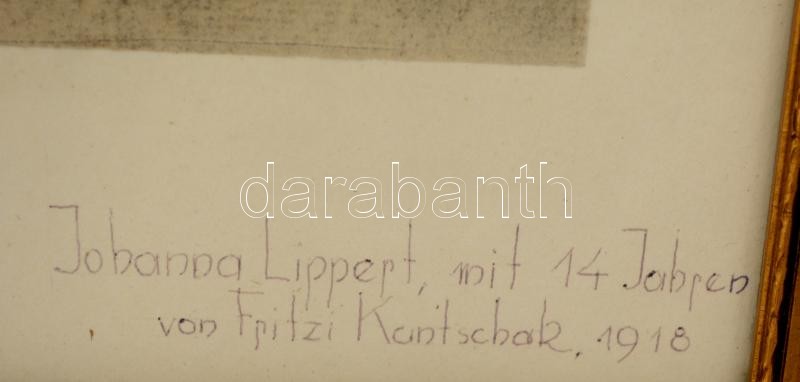 darabanth
Johanna Lippert, mit 14 Jahren
von Fritzi Kantschak, 1918